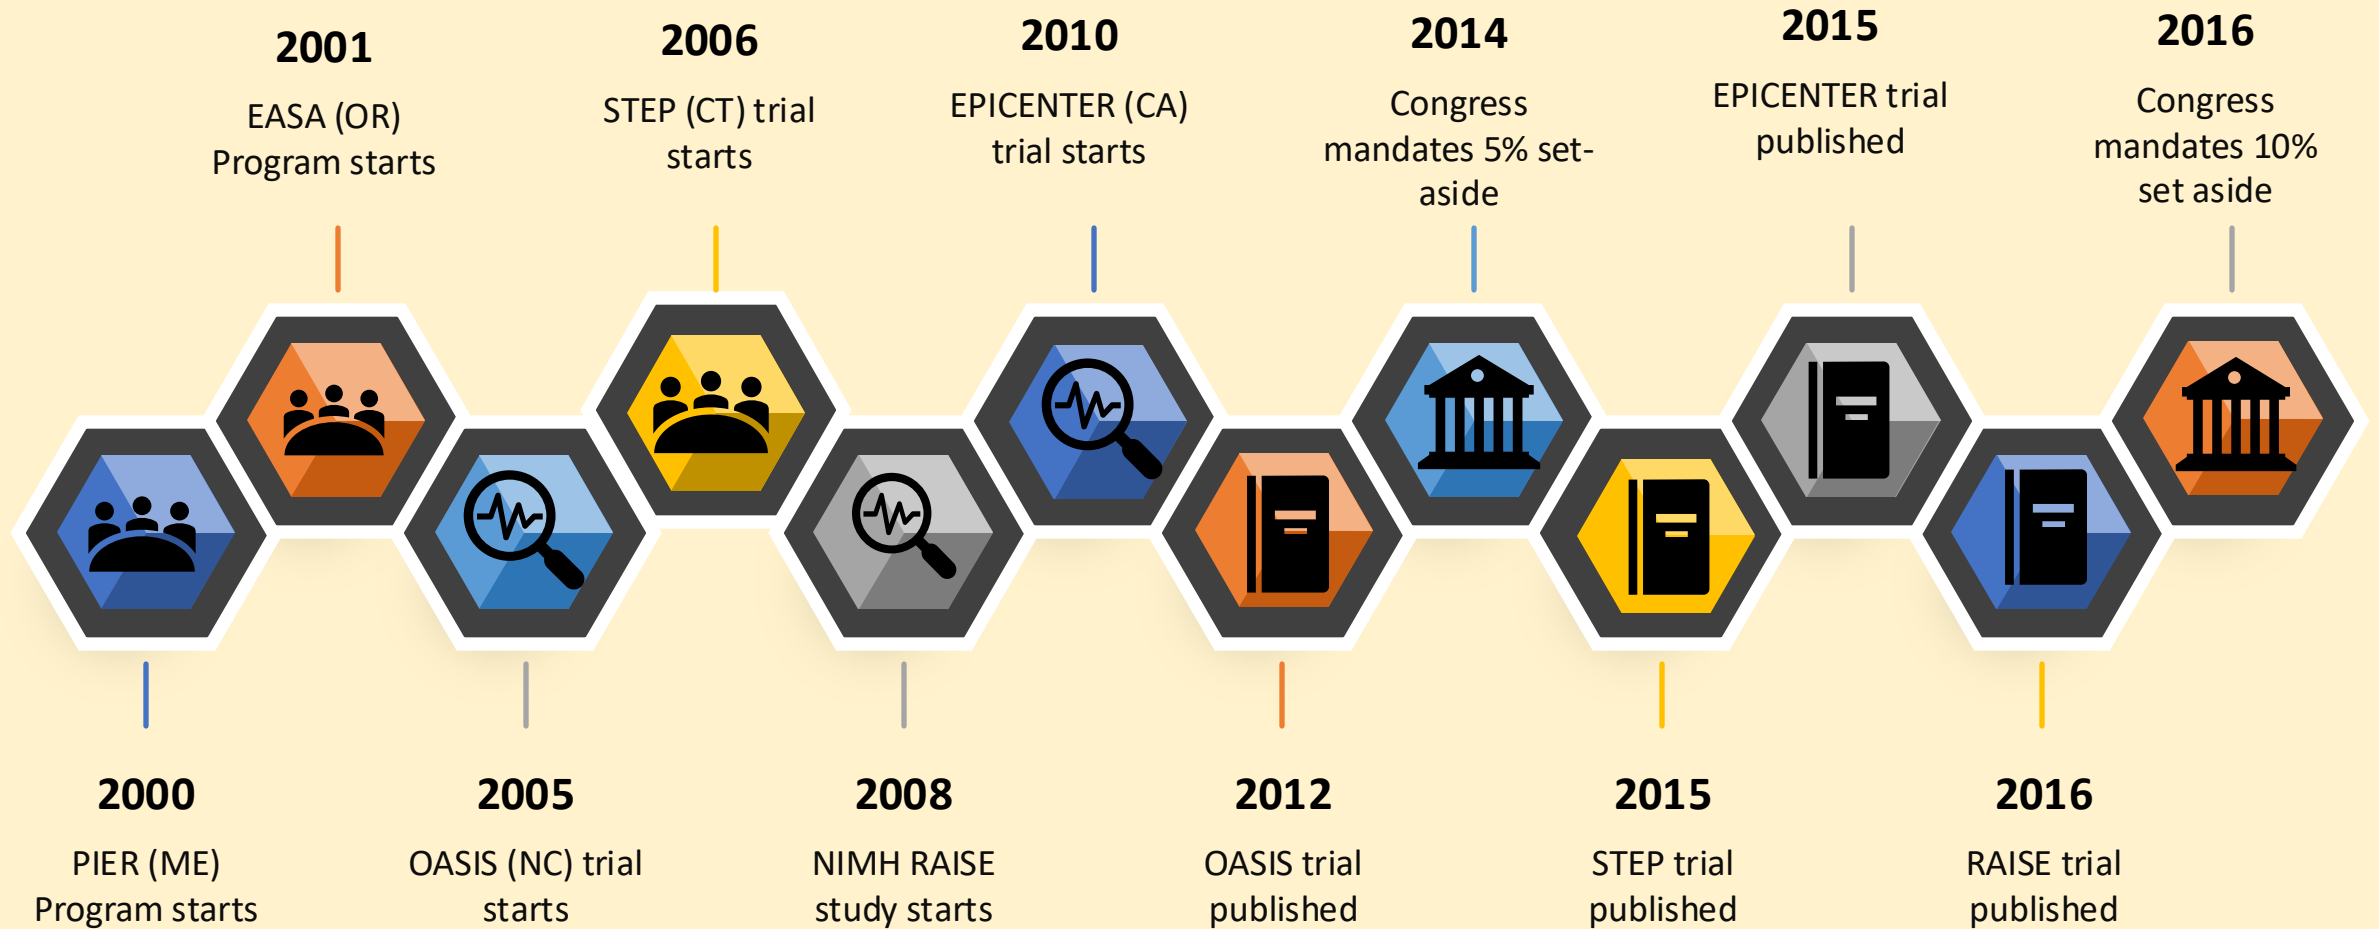 2001
EASA (OR)
Program starts
2006
STEP (CT) trial
starts
2010
EPICENTER (CA)
trial starts
2014
Congress
mandates 5% set-
aside
2015
EPICENTER trial
published
2016
Congress
mandates 10%
set aside
2000
PIER (ME)
Program starts
2005
OASIS (NC) trial
starts
2008
NIMH RAISE
study starts
2012
OASIS trial
published
2015
STEP trial
published
2016
RAISE trial
published